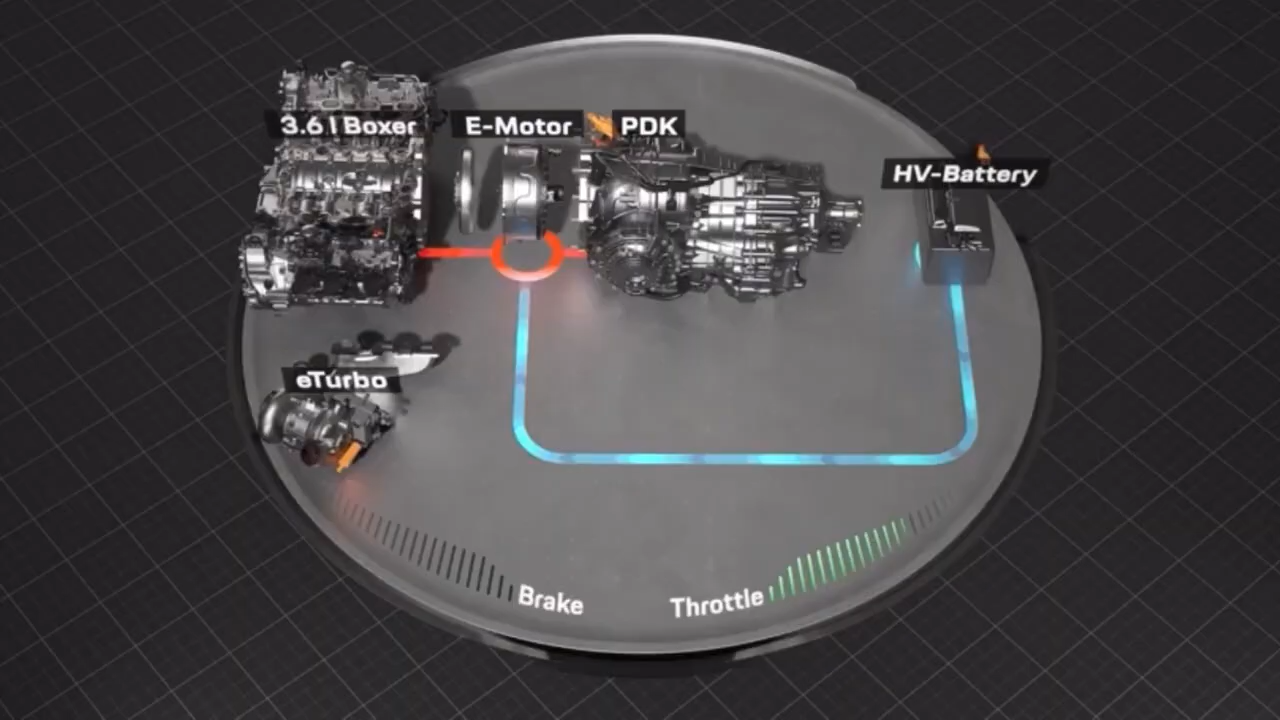 3.6 l Boxer
E-Motor
PDK
HV-Battery
eTurbo
Brake
Throttle